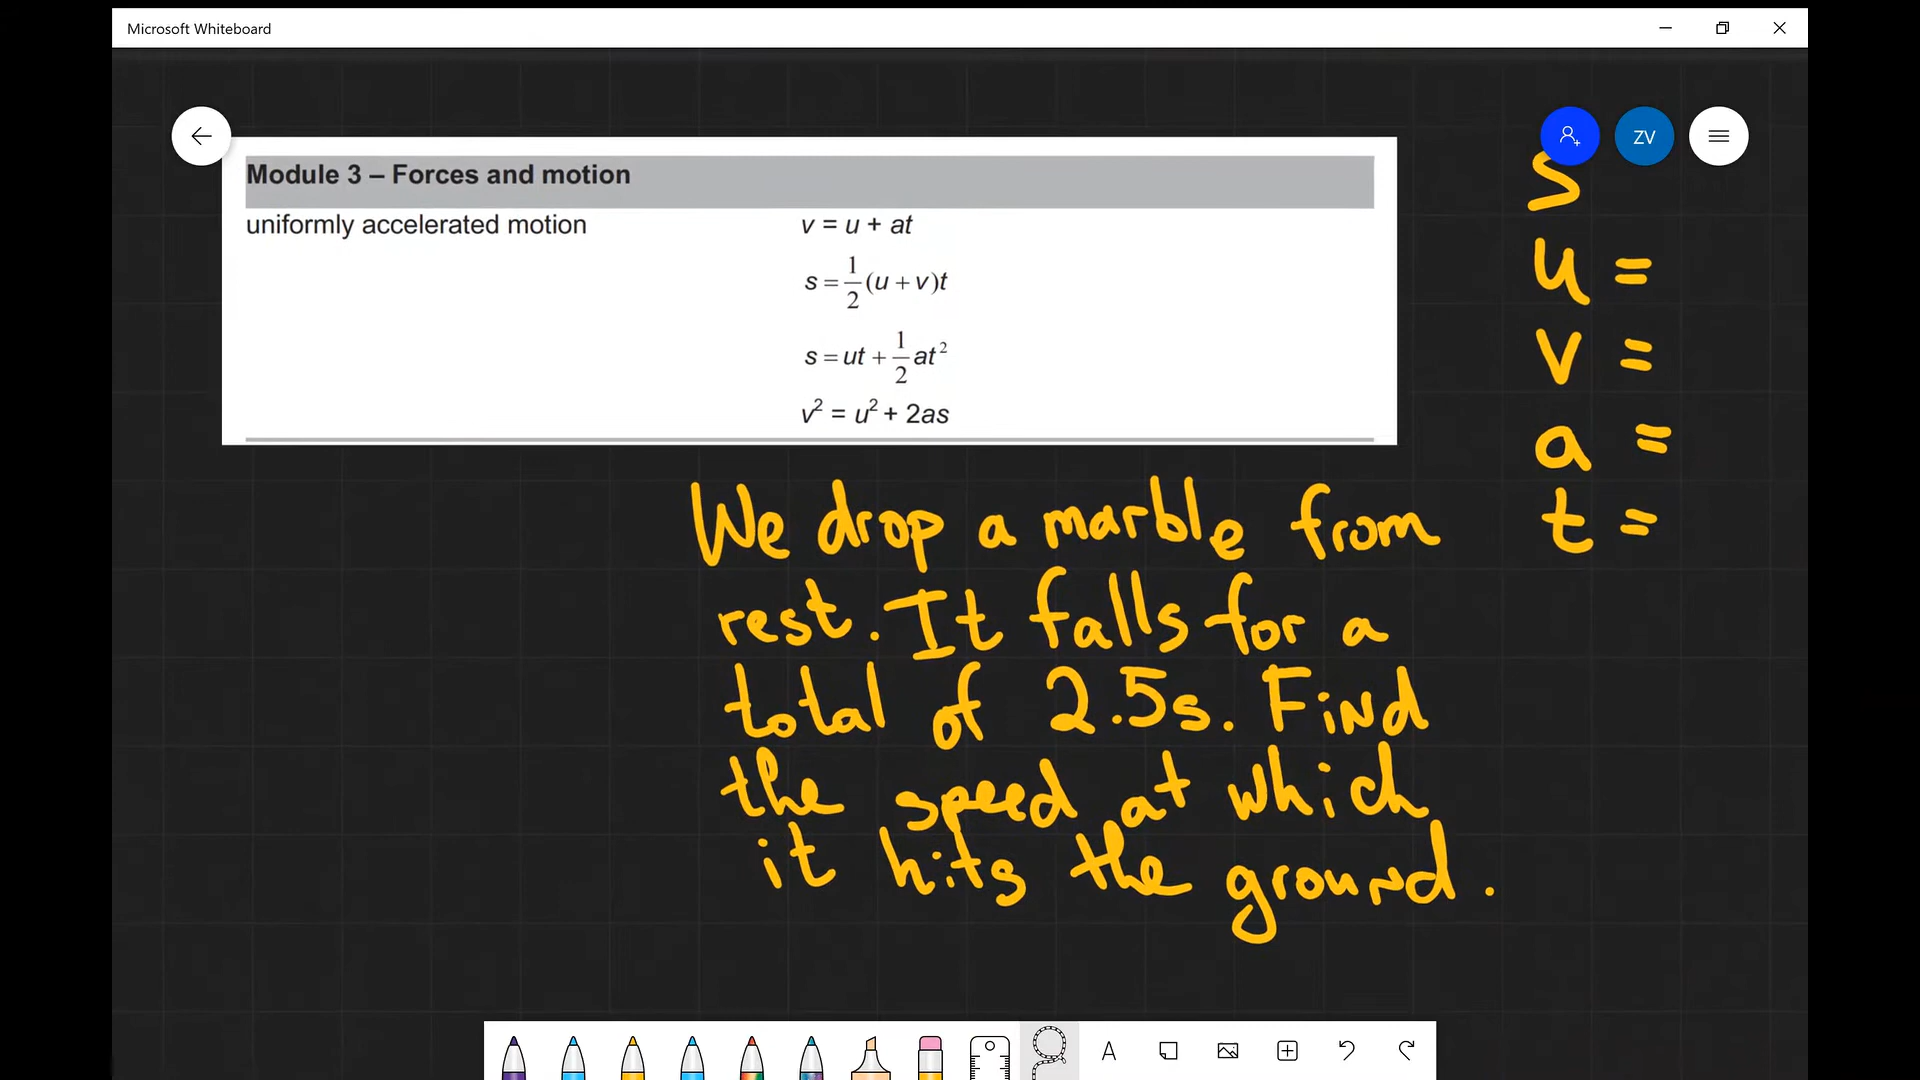 Microsoft Whiteboard
ZV
Module 3 – Forces and motion
uniformly accelerated motion
v = u + at
s = 1/2 (u + v)t
s = ut + 1/2 at²
v² = u² + 2as
s
u =
v =
a =
t =
We drop a marble from
rest. It falls for a
total of 2.5s. Find
the speed at which
it hits the ground.
A